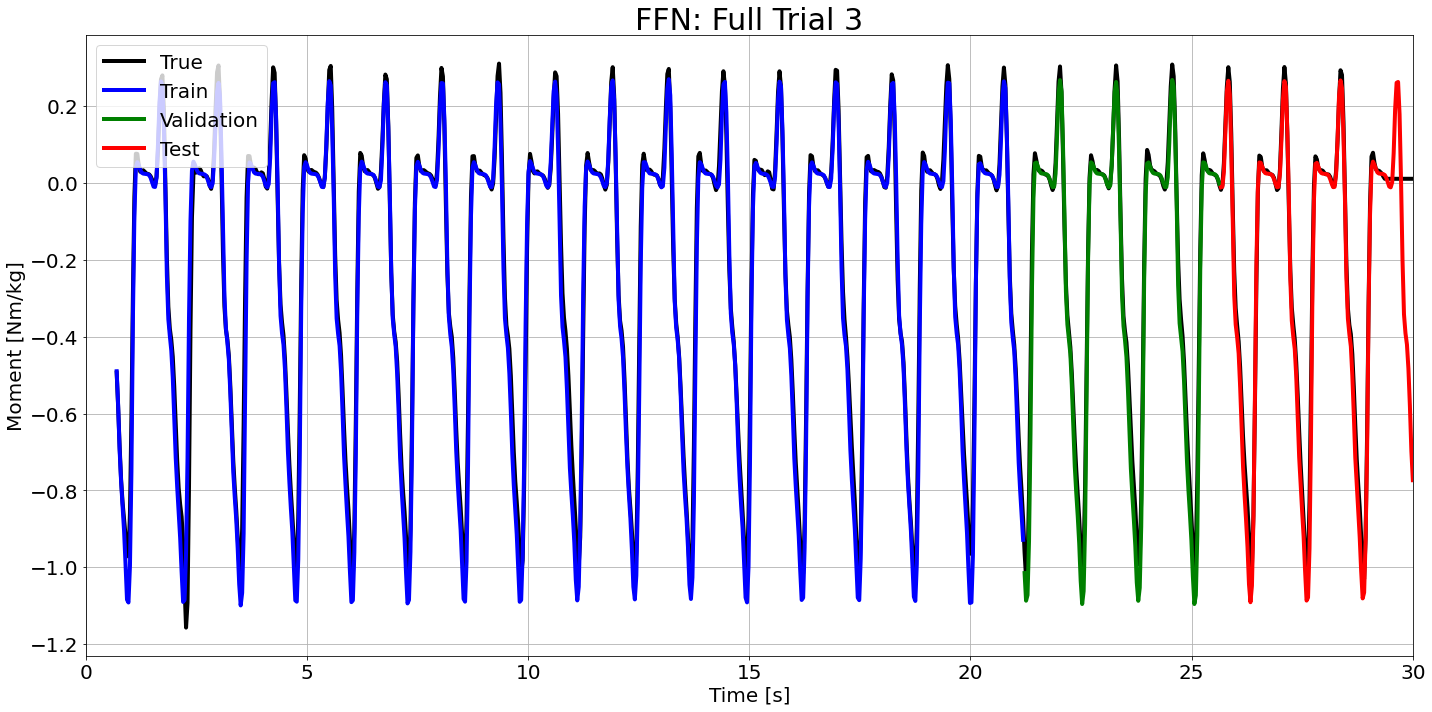 FFN: Full Trial 3
True
Train
Validation
Test
0.2
0.0
−0.2
−0.4
−0.6
−0.8
−1.0
−1.2
Moment [Nm/kg]
0 5 10 15 20 25 30
Time [s]